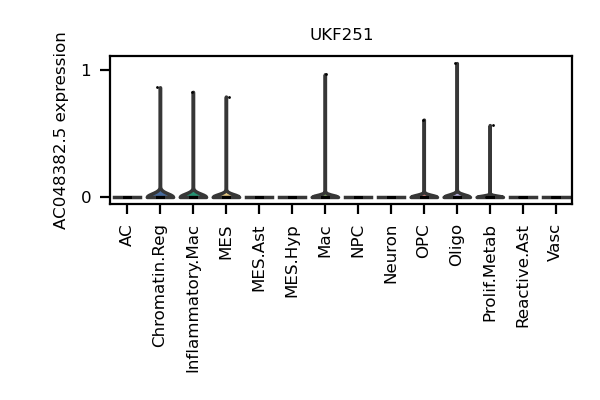 UKF251
AC048382.5 expression
1
0
AC
Chromatin.Reg
Inflammatory.Mac
MES
MES.Ast
MES.Hyp
Mac
NPC
Neuron
OPC
Oligo
Prolif.Metab
Reactive.Ast
Vasc